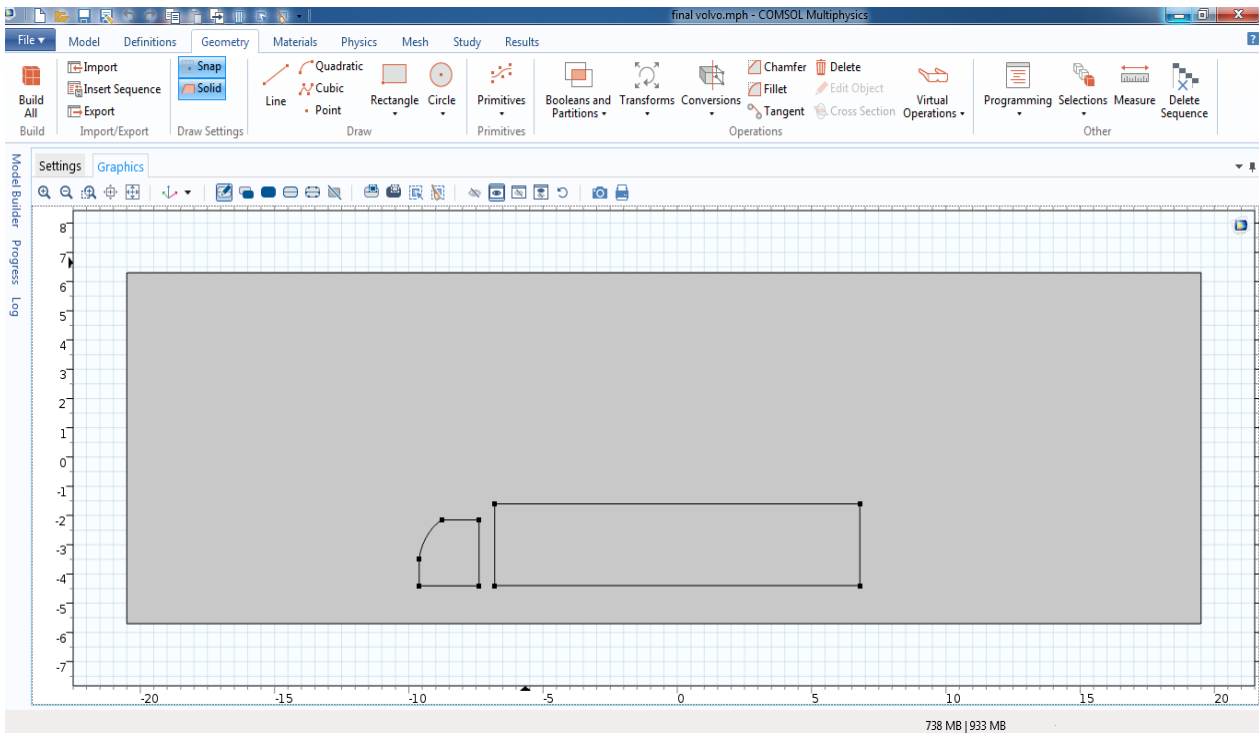 final volvo.mph - COMSOL Multiphysics
File Model Definitions Geometry Materials Physics Mesh Study Results
Import Snap Quadratic Chamfer Delete
Insert Sequence Solid Cubic Fillet Edit Object
Export Point Tangent Cross Section
Build All Line Rectangle Circle Primitives Booleans and Partitions Transforms Conversions Virtual Operations Programming Selections Measure Delete Sequence
Build Import/Export Draw Settings Draw Primitives Operations Other
Model Builder Progress Log
Settings Graphics
8
7
6
5
4
3
2
1
0
-1
-2
-3
-4
-5
-6
-7
-20 -15 -10 -5 0 5 10 15 20
738 MB | 933 MB